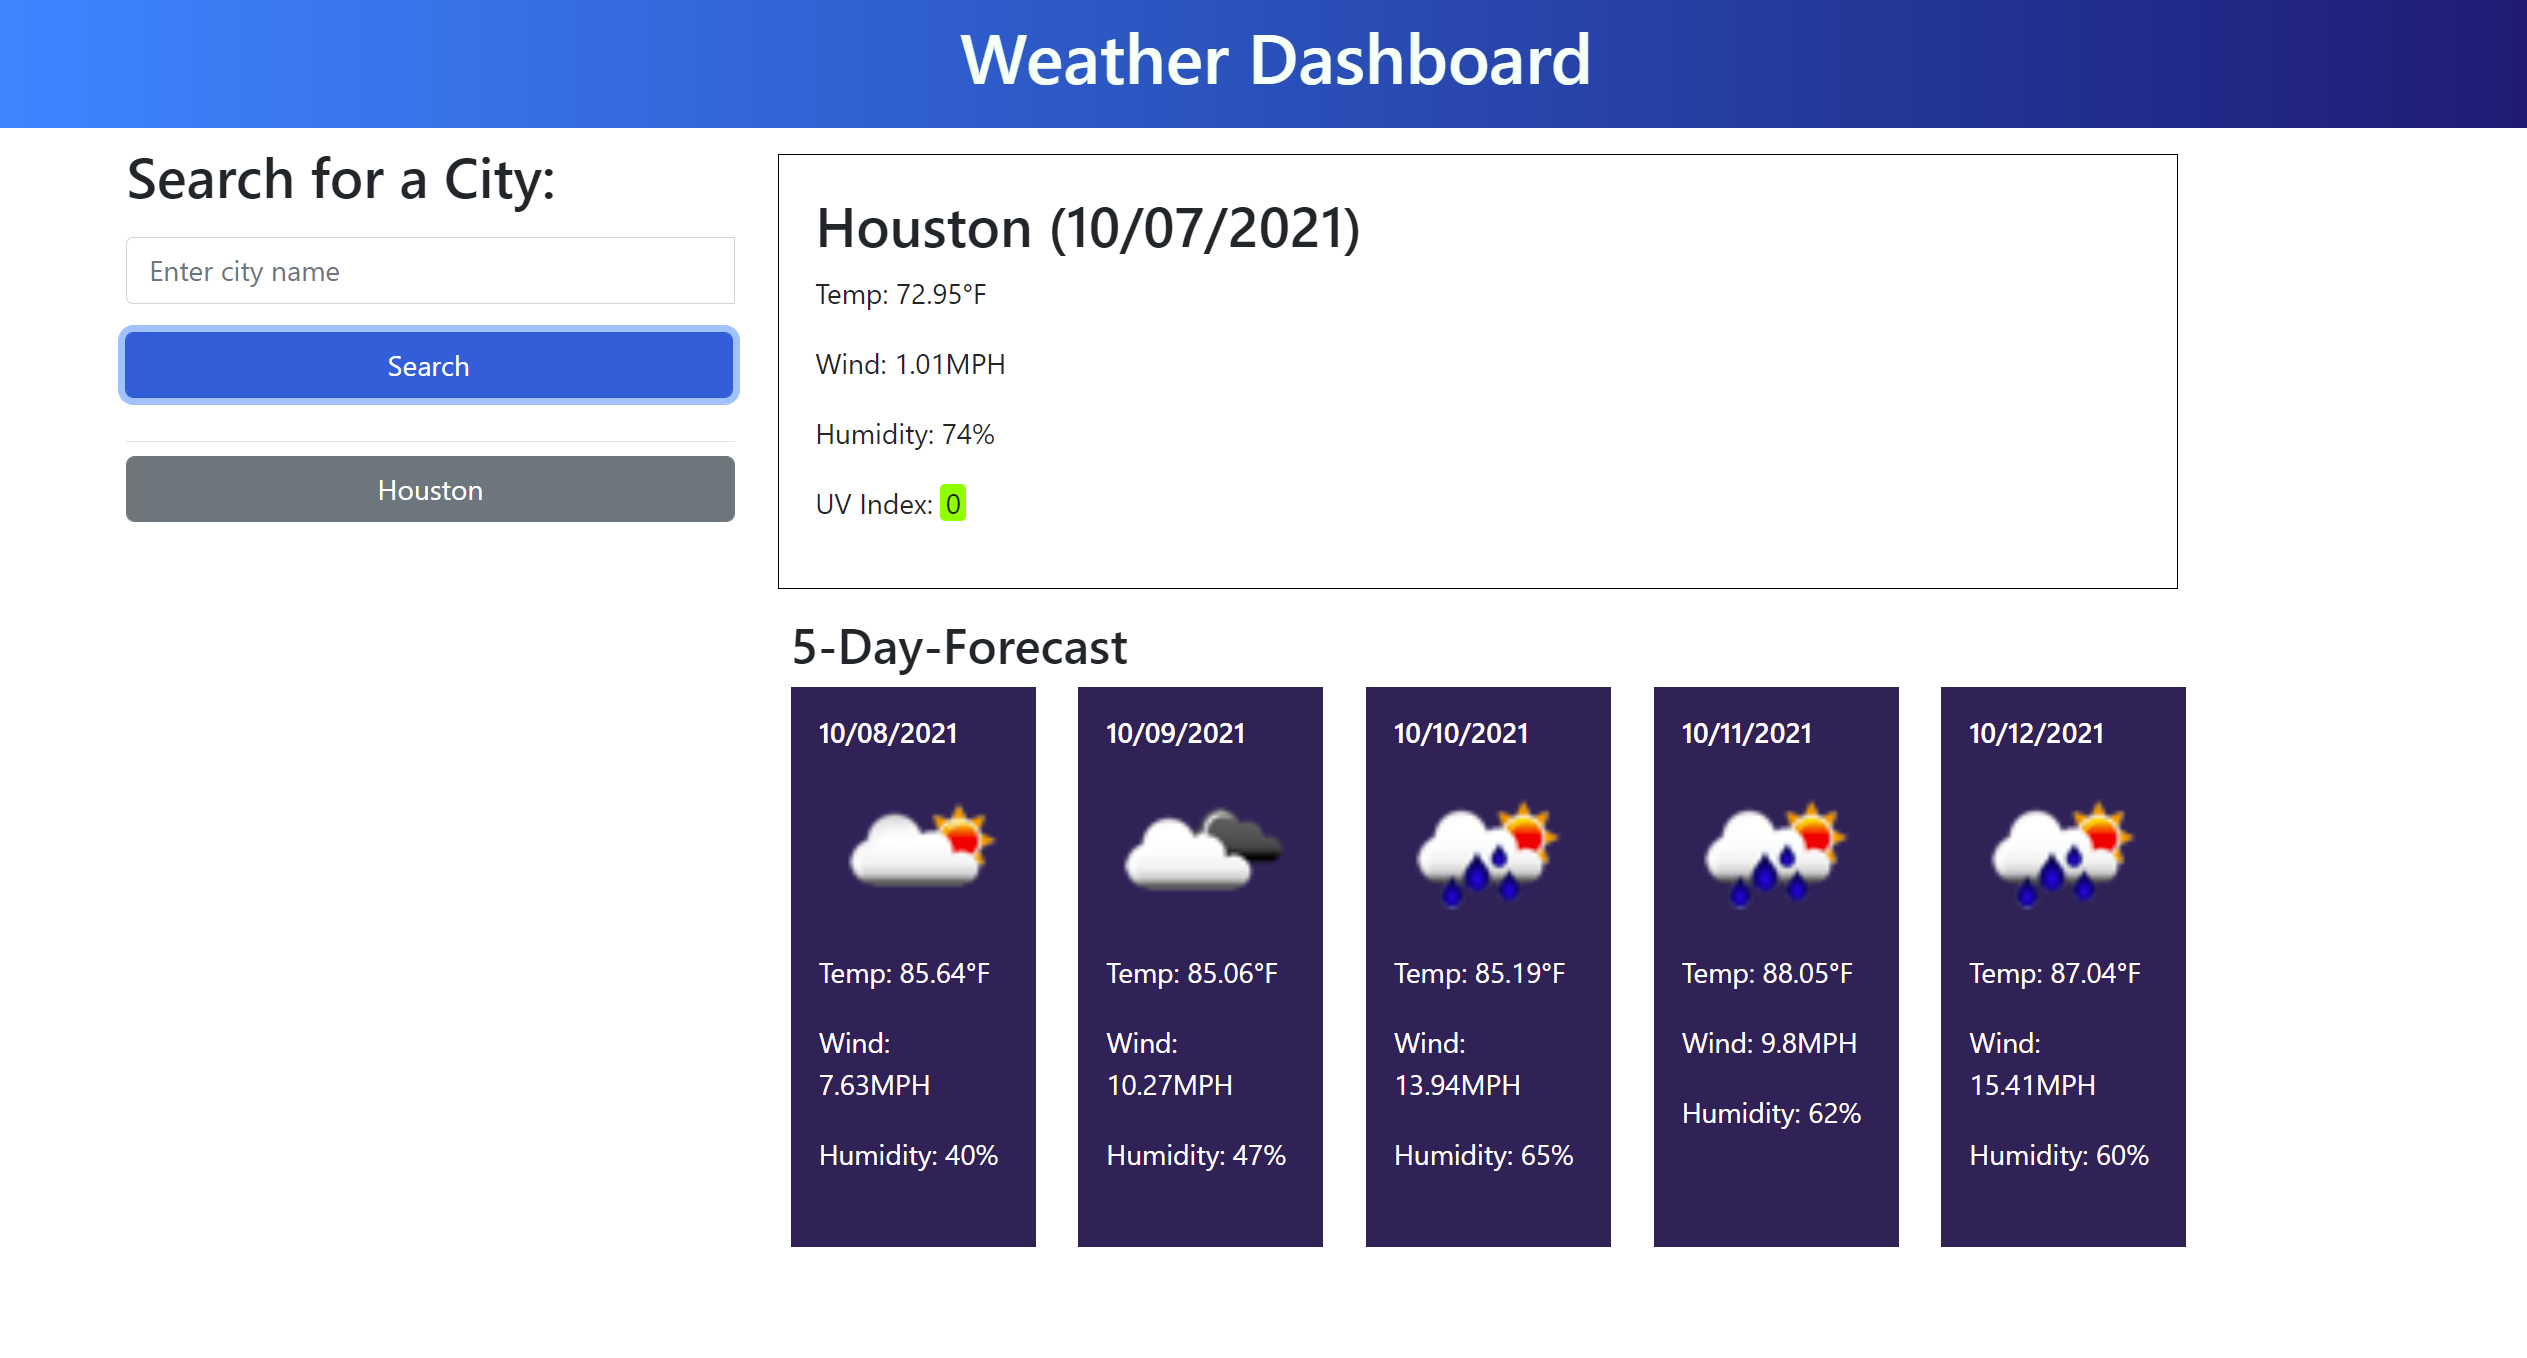 Weather Dashboard
Search for a City:
Enter city name
Search
Houston
Houston (10/07/2021)
Temp: 72.95°F
Wind: 1.01MPH
Humidity: 74%
UV Index: 0
5-Day-Forecast
10/08/2021
Temp: 85.64°F
Wind:
7.63MPH
Humidity: 40%
10/09/2021
Temp: 85.06°F
Wind:
10.27MPH
Humidity: 47%
10/10/2021
Temp: 85.19°F
Wind:
13.94MPH
Humidity: 65%
10/11/2021
Temp: 88.05°F
Wind: 9.8MPH
Humidity: 62%
10/12/2021
Temp: 87.04°F
Wind:
15.41MPH
Humidity: 60%